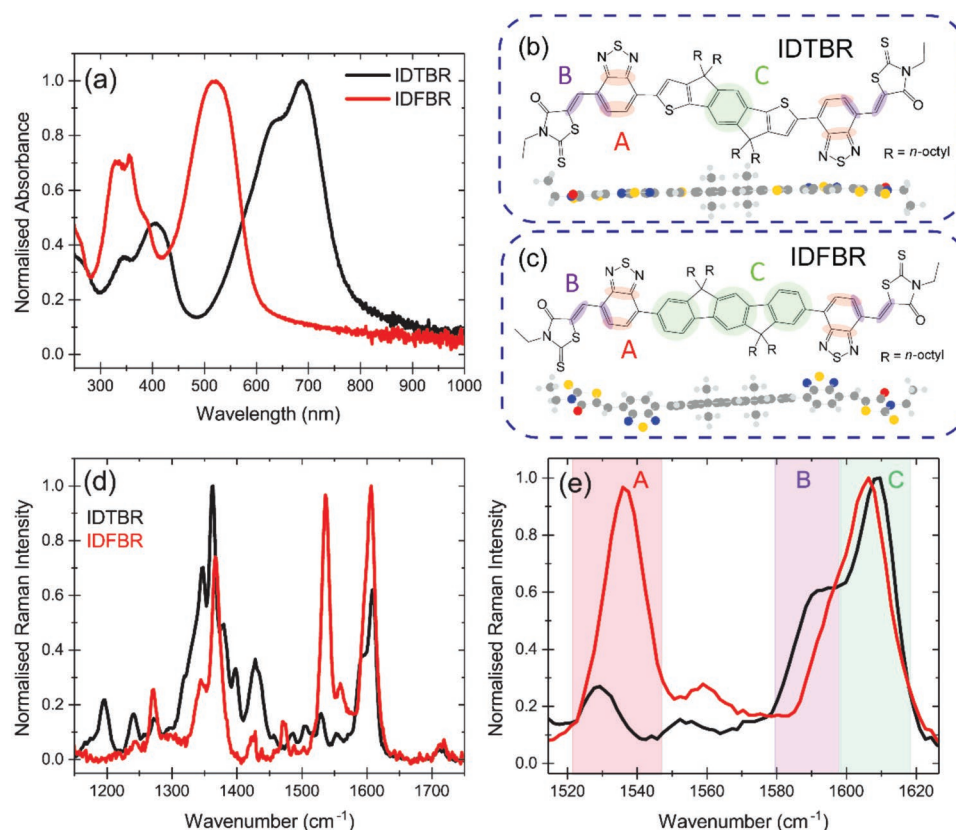 (a)
IDTBR
IDFBR
Normalised Absorbance
1.0
0.8
0.6
0.4
0.2
0.0
300 400 500 600 700 800 900 1000
Wavelength (nm)
(b)
IDTBR
B
C
A
N S N
R R
S
S
N
O
N
S
S
S
R R
N S N
S
N
O
R = n-octyl
(c)
IDFBR
B
C
A
N S N
R R
S
S
N
O
N
S
S
R R
N S N
O
R = n-octyl
(d)
IDTBR
IDFBR
Normalised Raman Intensity
1.0
0.8
0.6
0.4
0.2
0.0
1200 1300 1400 1500 1600 1700
Wavenumber (cm-1)
(e)
A
B
C
Normalised Raman Intensity
1.0
0.8
0.6
0.4
0.2
0.0
1520 1540 1560 1580 1600 1620
Wavenumber (cm-1)